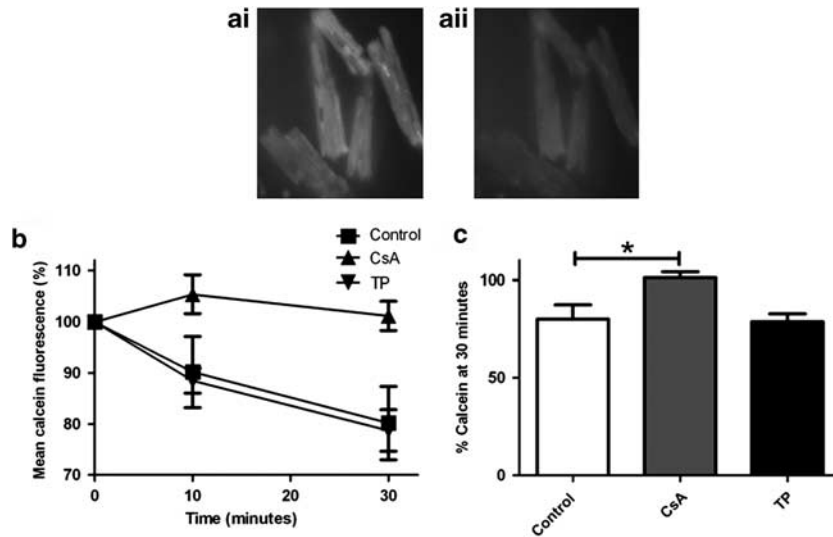 ai
aii
b
Control
CsA
TP
Mean calcein fluorescence (%)
110
100
90
80
70
0
10
20
30
Time (minutes)
c
*
% Calcein at 30 minutes
100
50
0
Control
CsA
TP